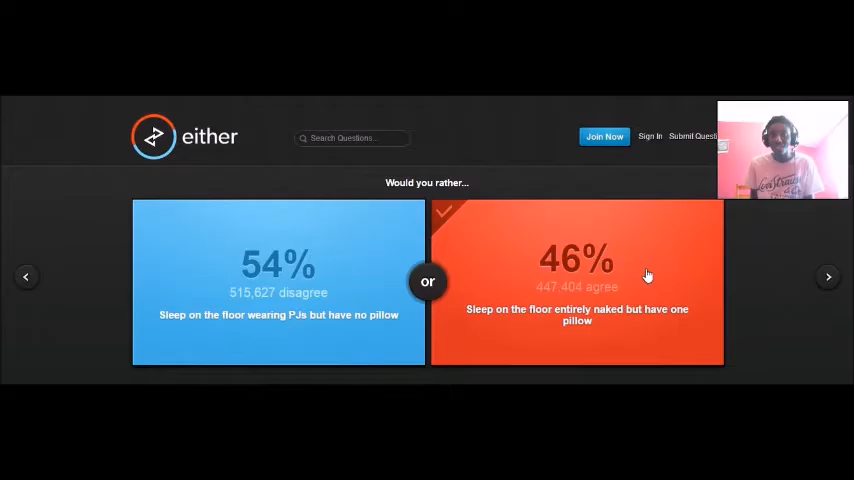 either
Search Questions...
Join Now
Sign In
Submit Questi
Would you rather...
54%
515,627 disagree
Sleep on the floor wearing PJs but have no pillow
or
46%
447,404 agree
Sleep on the floor entirely naked but have one
pillow